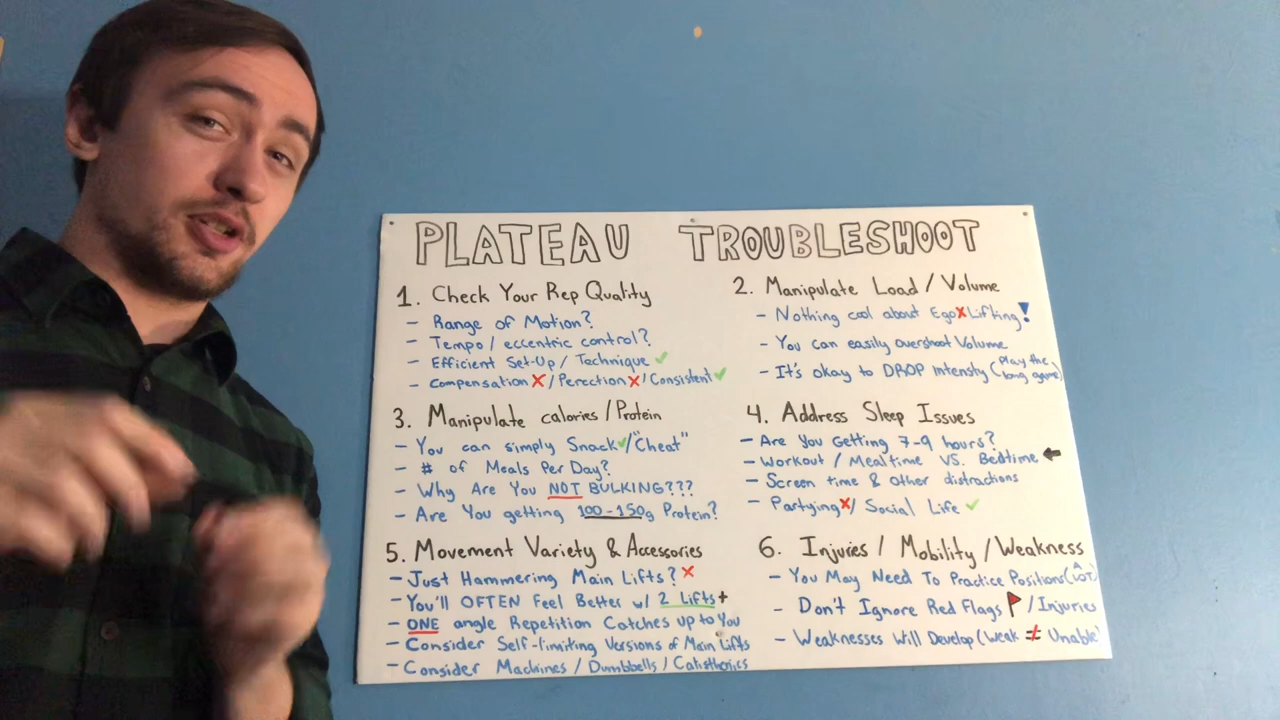 PLATEAU TROUBLESHOOT
1. Check Your Rep Quality
- Range of Motion?
- Tempo / eccentric control?
- Efficient Set-Up / Technique ✓
- Compensation X / Perection X / Consistent ✓
2. Manipulate Load / Volume
- Nothing cool about Ego X Lifting!
- You can easily overshoot Volume
- It's okay to DROP Intensity (Play the long game)
3. Manipulate calories / Protein
- You can simply Snack ✓ / "Cheat"
- # of Meals Per Day?
- Why Are You NOT BULKING???
- Are You getting 100-150g Protein?
4. Address Sleep Issues
- Are You Getting 7-9 hours?
- Workout / Mealtime VS. Bedtime ←
- Screen time & other distractions
- Partying X / Social Life ✓
5. Movement Variety & Accessories
- Just Hammering Main Lifts? X
- You'll OFTEN Feel Better w/ 2 Lifts +
- ONE angle Repetition Catches up to You
- Consider Self-limiting Versions of Main Lifts
- Consider Machines / Dumbbells / Calisthenics
6. Injuries / Mobility / Weakness
- You May Need To Practice Positions
- Don't Ignore Red Flags / Injuries
- Weaknesses Will Develop (Weak ≠ Unable)